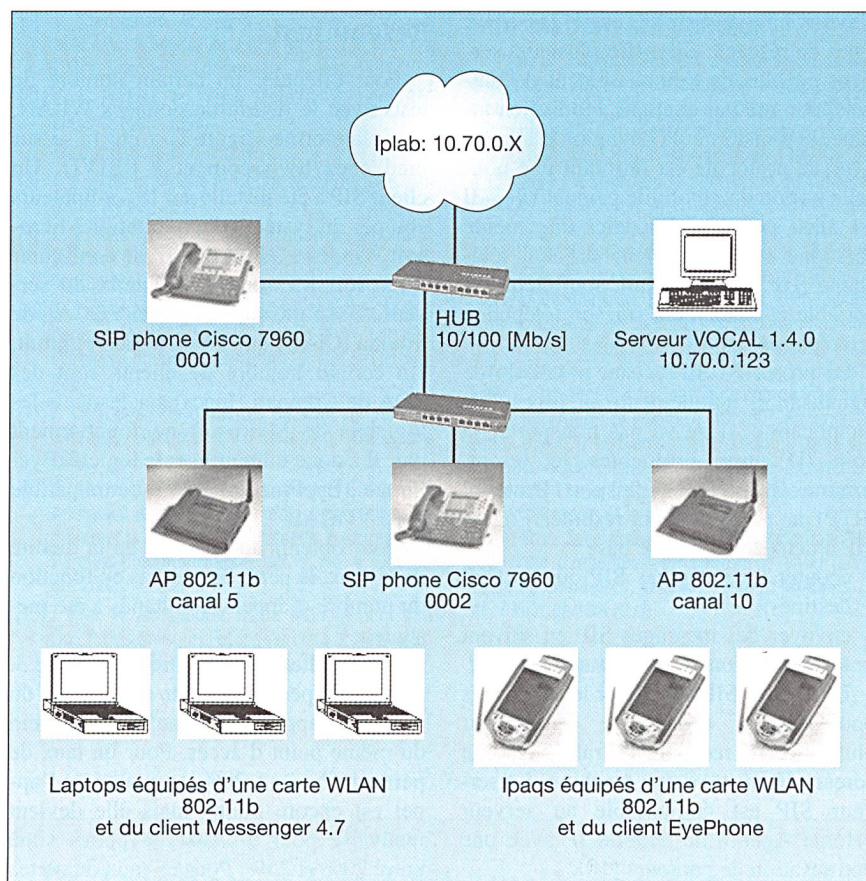 Iplab: 10.70.0.X
SIP phone Cisco 7960
0001
HUB
10/100 [Mb/s]
Serveur VOCAL 1.4.0
10.70.0.123
AP 802.11b
canal 5
SIP phone Cisco 7960
0002
AP 802.11b
canal 10
Laptops équipés d'une carte WLAN
802.11b
et du client Messenger 4.7
Ipaqs équipés d'une carte WLAN
802.11b
et du client EyePhone